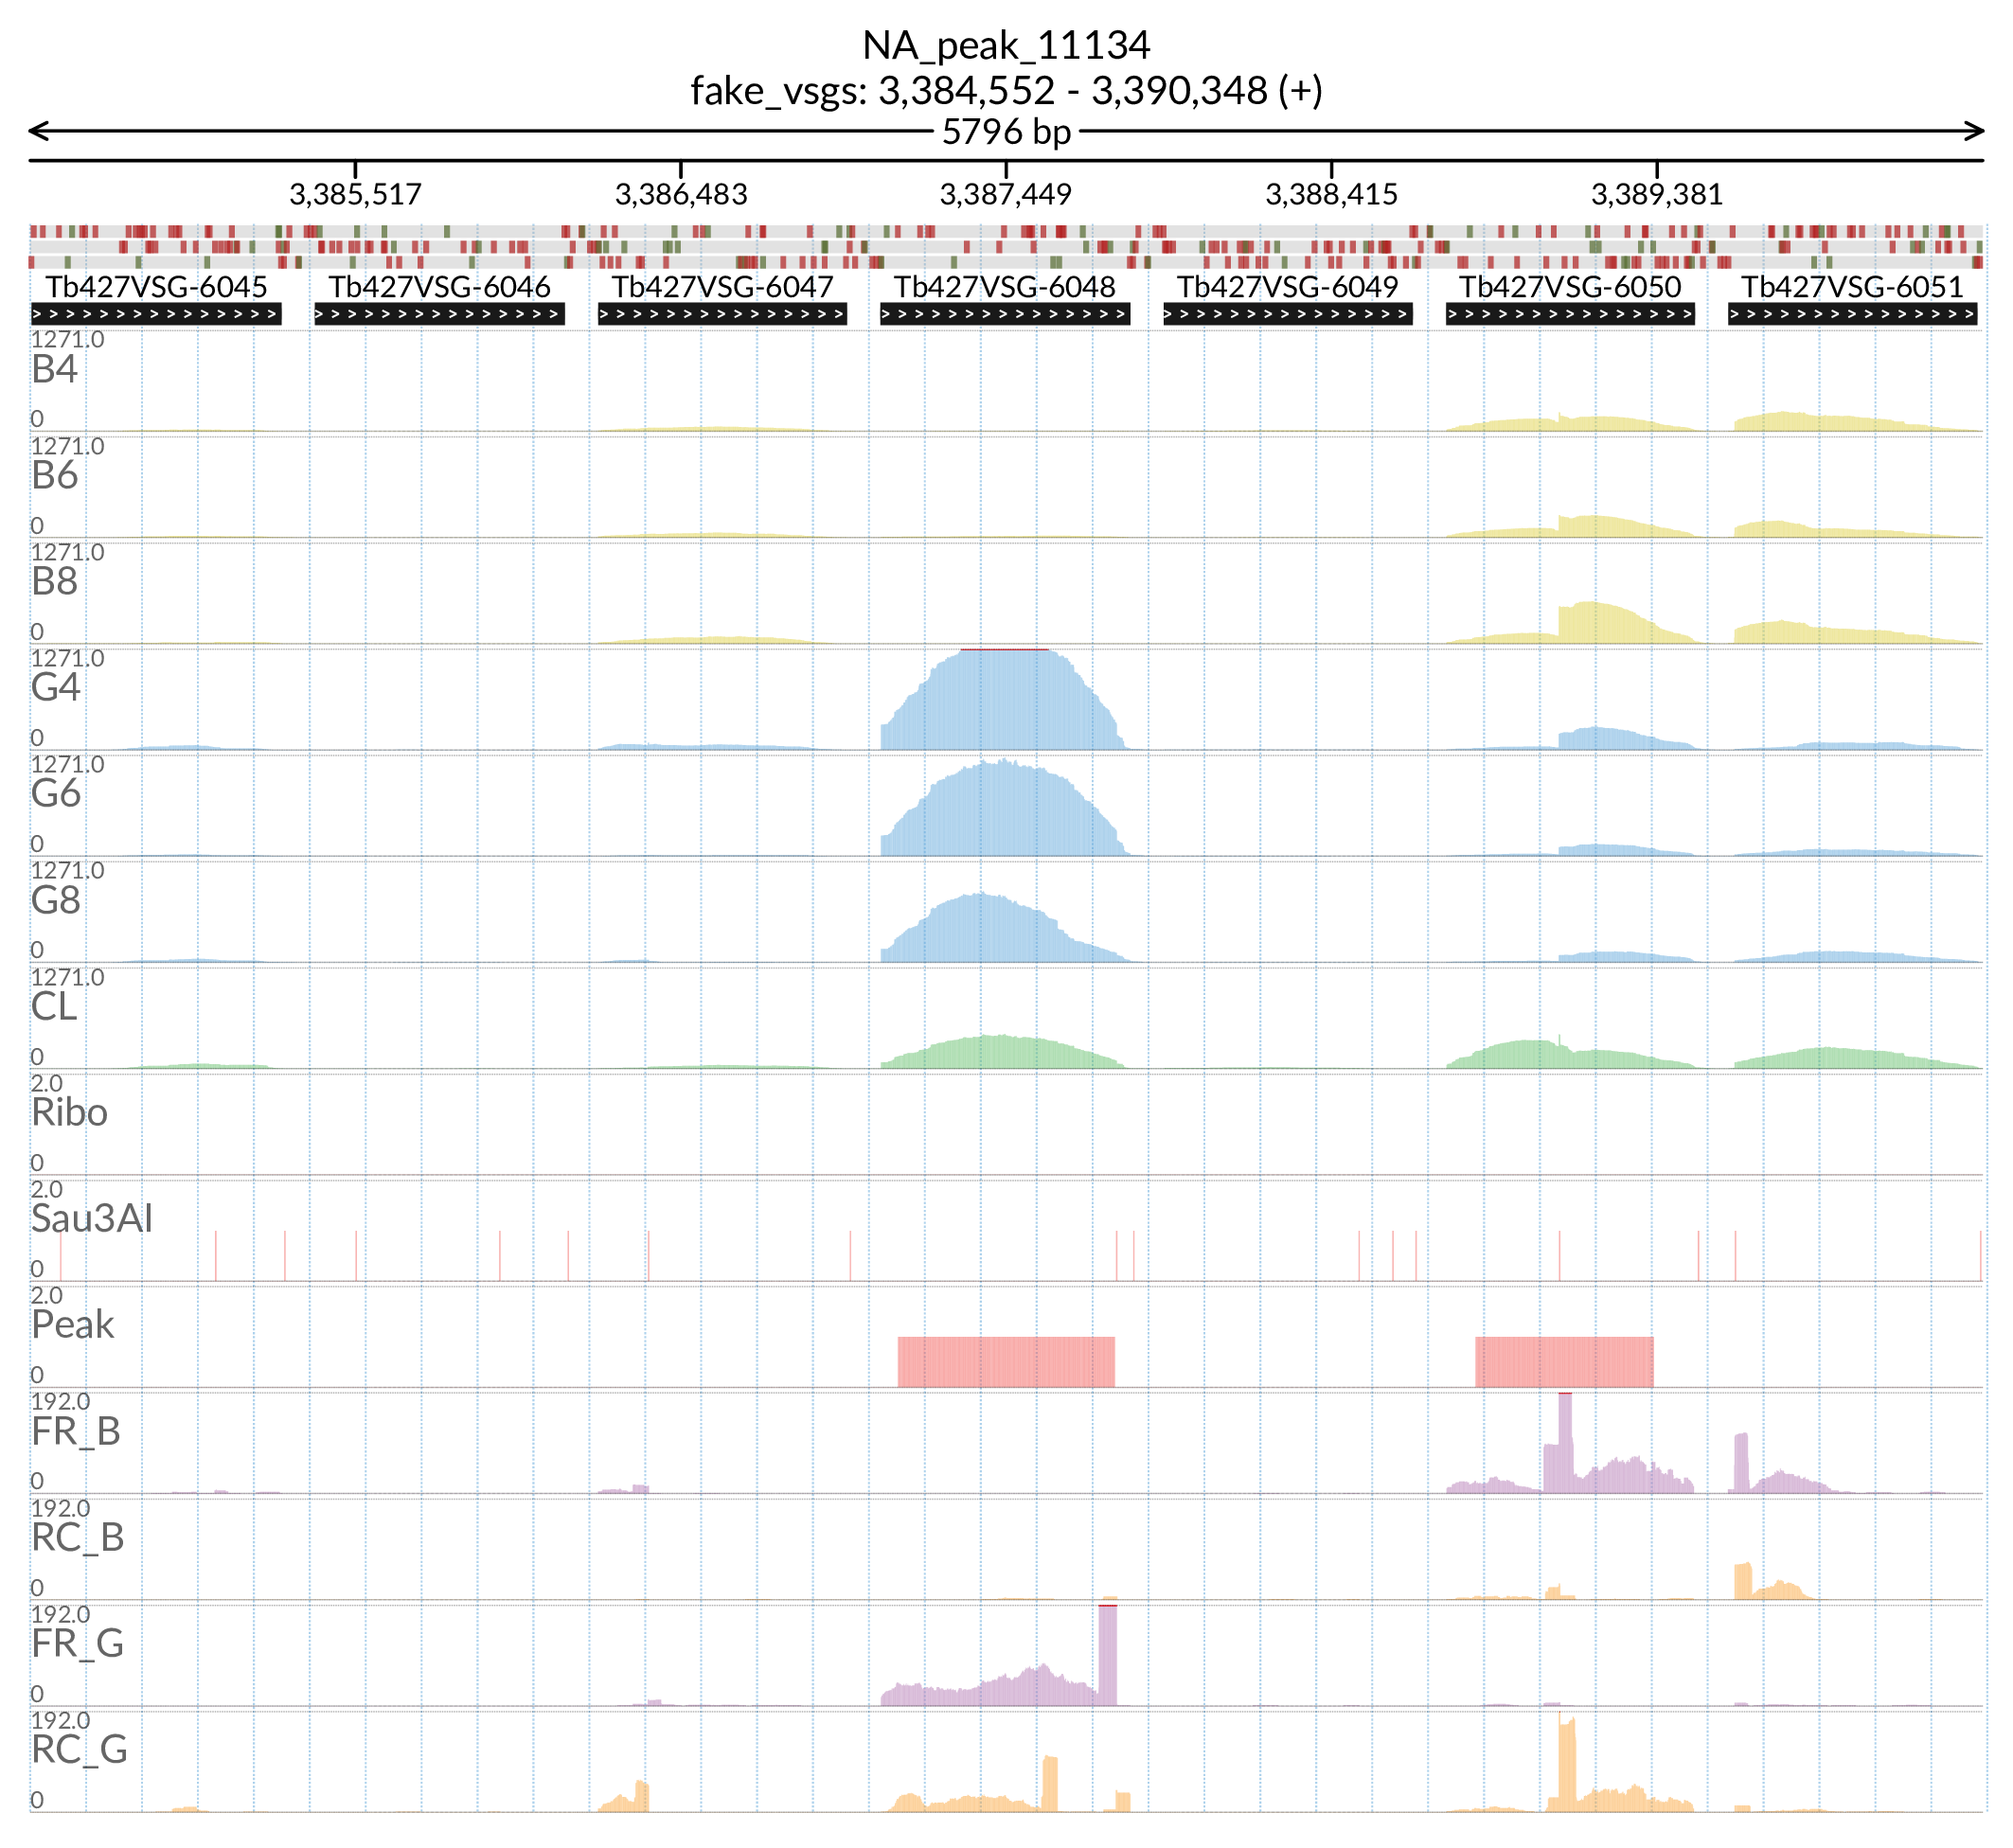 NA_peak_11134
fake_vsgs: 3,384,552 - 3,390,348 (+)
5796 bp
3,385,517 3,386,483 3,387,449 3,388,415 3,389,381
Tb427VSG-6045 Tb427VSG-6046 Tb427VSG-6047 Tb427VSG-6048 Tb427VSG-6049 Tb427VSG-6050 Tb427VSG-6051
1271.0
B4
0
1271.0
B6
0
1271.0
B8
0
1271.0
G4
0
1271.0
G6
0
1271.0
G8
0
1271.0
CL
0
2.0
Ribo
0
2.0
Sau3AI
0
2.0
Peak
0
192.0
FR_B
0
192.0
RC_B
0
192.0
FR_G
0
192.0
RC_G
0